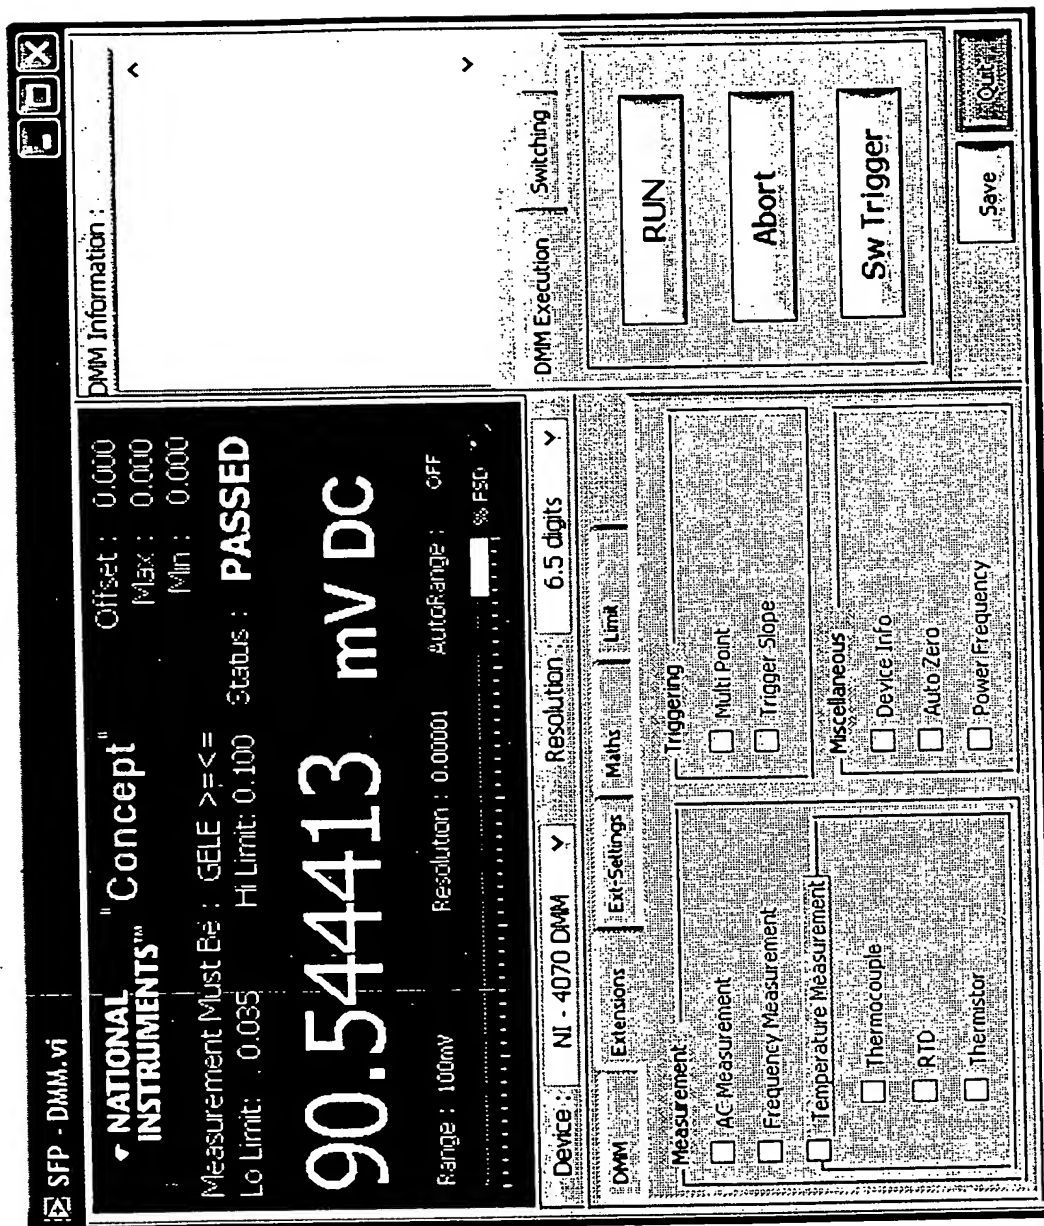 SFP - DMM.vi
NATIONAL
INSTRUMENTS™ "Concept"
Offset : 0.000
Max : 0.000
Min : 0.000
Measurement Must Be : GELE >=<=
Lo Limit: 0.035 Hi Limit: 0.100 Status : PASSED
90.544413 mV DC
Range : 100mV Resolution : 0.00001 AutoRange : OFF
% FSD
DMM Information :
Device : NI - 4070 DMM Resolution : 6.5 digits
DMM Extensions Ext-Settings Maths Limit
Measurement
AC-Measurement
Frequency Measurement
Temperature Measurement
Thermocouple
RTD
Thermistor
Triggering
Multi Point
Trigger Slope
Miscellaneous
Device Info
Auto Zero
Power Frequency
DMM Execution Switching
RUN
Abort
Sw Trigger
Save Quit